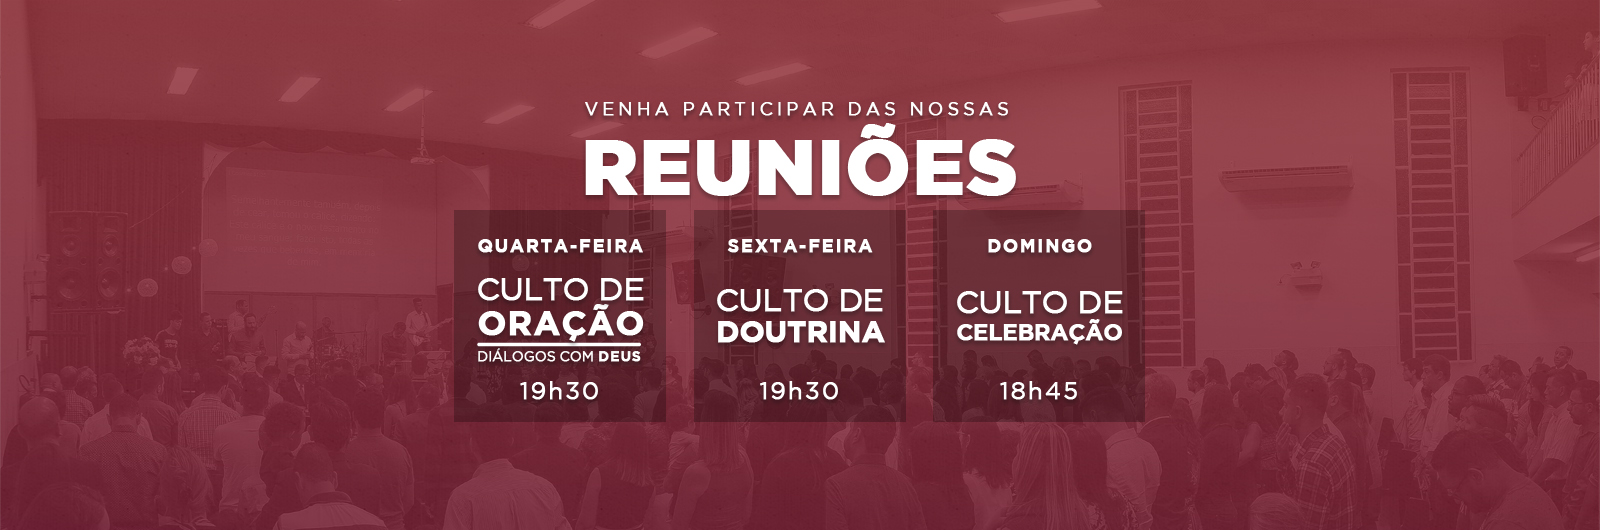 VENHA PARTICIPAR DAS NOSSAS
REUNIÕES
QUARTA-FEIRA
CULTO DE
ORAÇÃO
DIÁLOGOS COM DEUS
19h30
SEXTA-FEIRA
CULTO DE
DOUTRINA
19h30
DOMINGO
CULTO DE
CELEBRAÇÃO
18h45